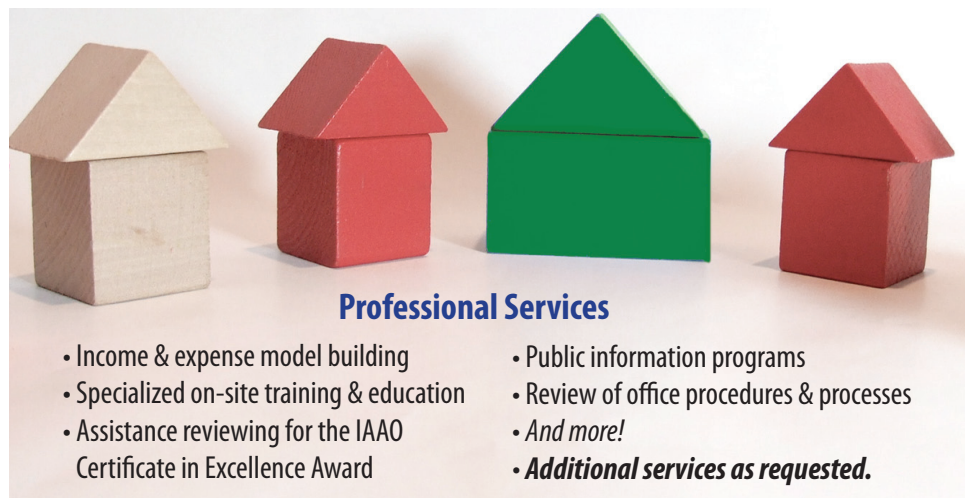 Professional Services
• Income & expense model building
• Specialized on-site training & education
• Assistance reviewing for the IAAO
Certificate in Excellence Award
• Public information programs
• Review of office procedures & processes
• And more!
• Additional services as requested.